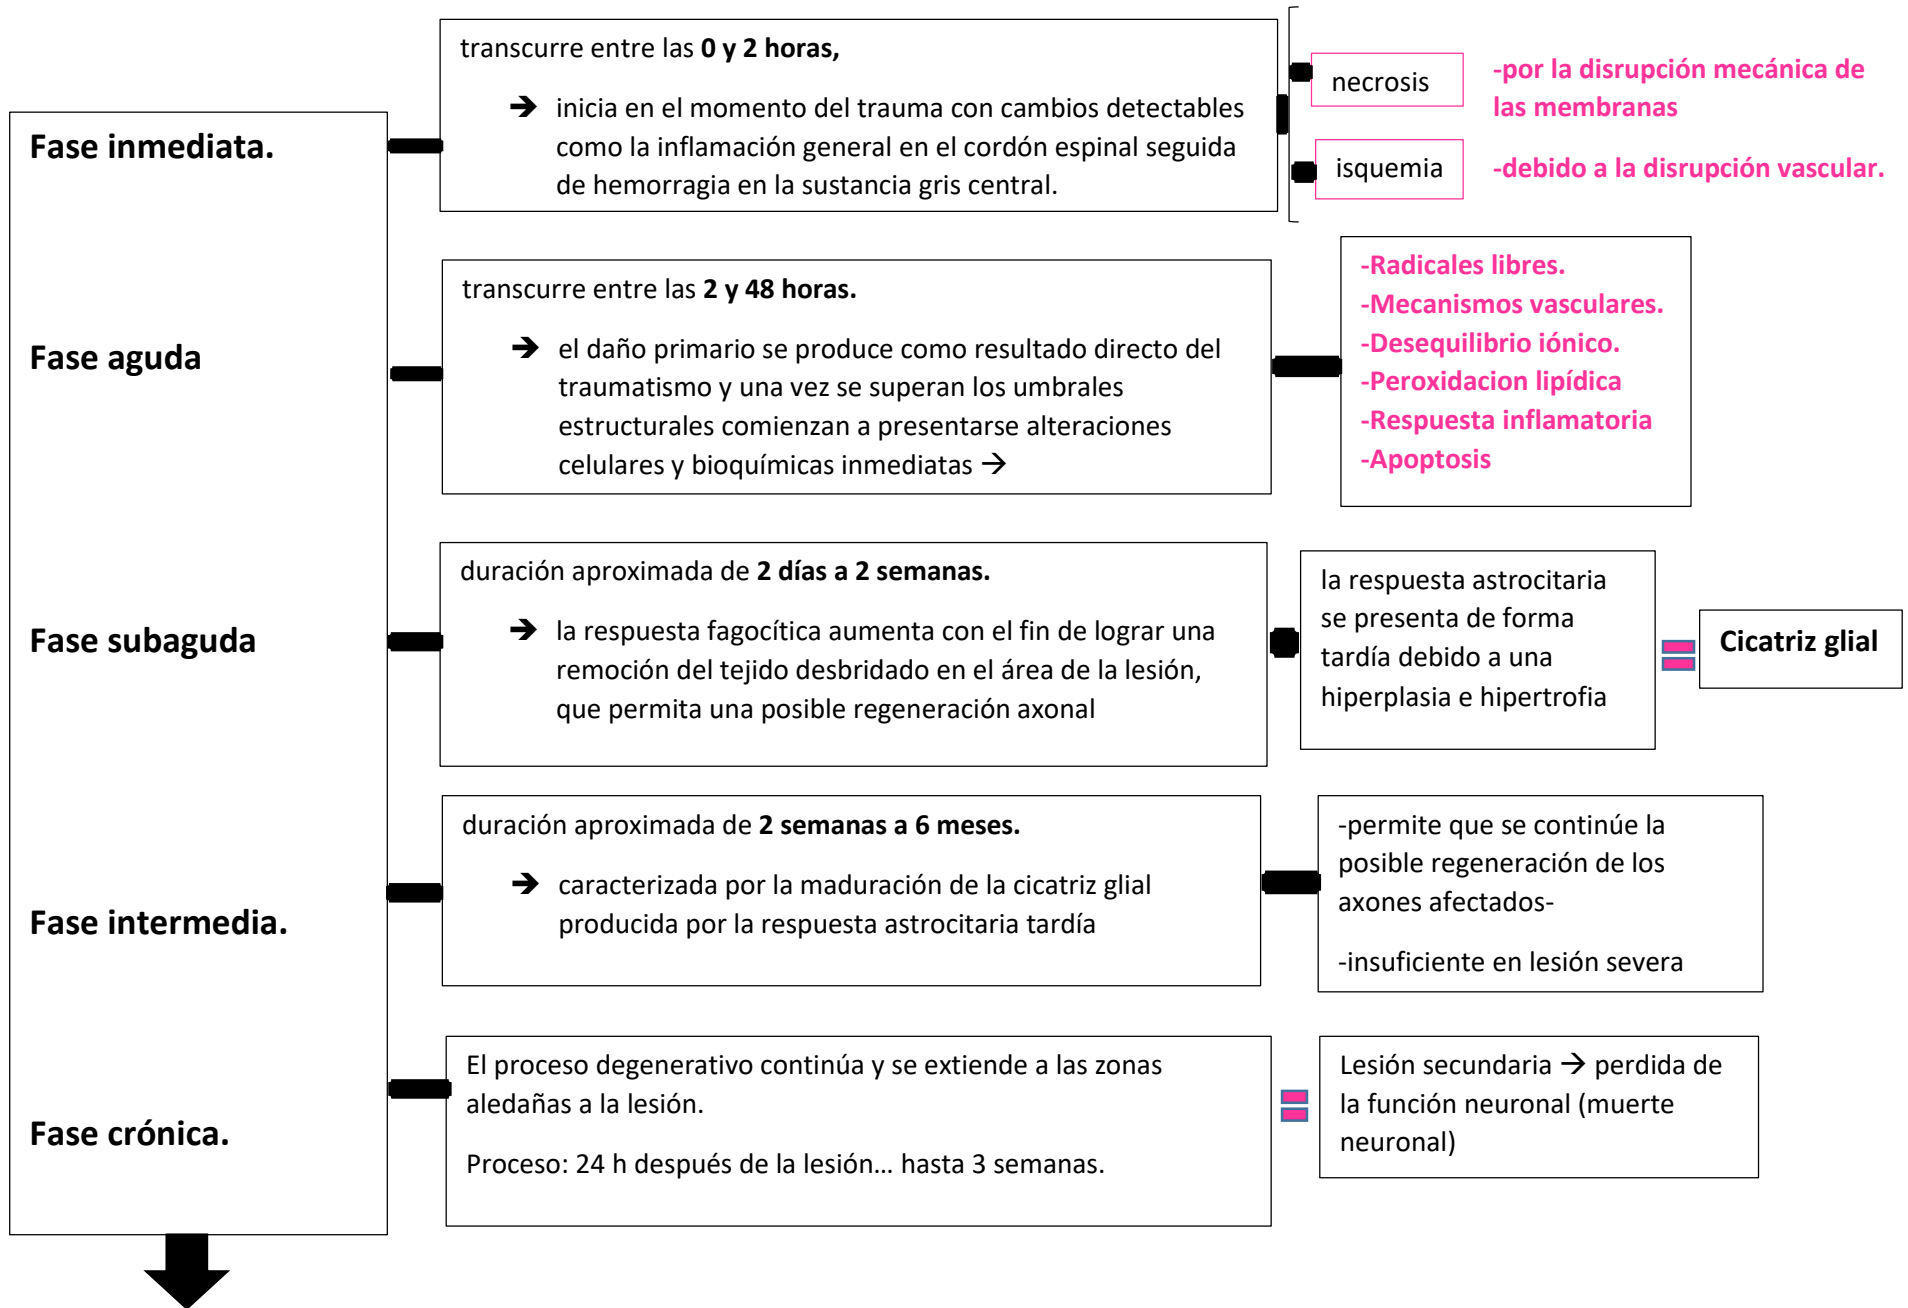 Fase inmediata.
transcurre entre las 0 y 2 horas,
➔ inicia en el momento del trauma con cambios detectables
como la inflamación general en el cordón espinal seguida
de hemorragia en la sustancia gris central.
necrosis
-por la disrupción mecánica de
las membranas
isquemia
-debido a la disrupción vascular.
Fase aguda
transcurre entre las 2 y 48 horas.
➔ el daño primario se produce como resultado directo del
traumatismo y una vez se superan los umbrales
estructurales comienzan a presentarse alteraciones
celulares y bioquímicas inmediatas →
-Radicales libres.
-Mecanismos vasculares.
-Desequilibrio iónico.
-Peroxidacion lipídica
-Respuesta inflamatoria
-Apoptosis
Fase subaguda
duración aproximada de 2 días a 2 semanas.
➔ la respuesta fagocítica aumenta con el fin de lograr una
remoción del tejido desbridado en el área de la lesión,
que permita una posible regeneración axonal
la respuesta astrocitaria
se presenta de forma
tardía debido a una
hiperplasia e hipertrofia
Cicatriz glial
Fase intermedia.
duración aproximada de 2 semanas a 6 meses.
➔ caracterizada por la maduración de la cicatriz glial
producida por la respuesta astrocitaria tardía
-permite que se continúe la
posible regeneración de los
axones afectados-
-insuficiente en lesión severa
Fase crónica.
El proceso degenerativo continúa y se extiende a las zonas
aledañas a la lesión.
Proceso: 24 h después de la lesión... hasta 3 semanas.
Lesión secundaria → perdida de
la función neuronal (muerte
neuronal)